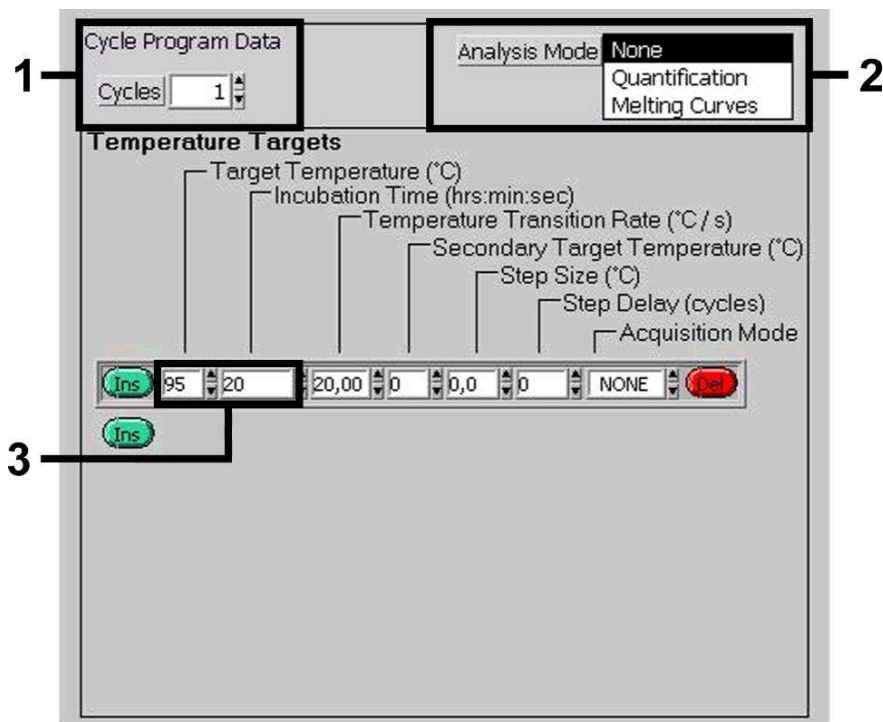 Cycle Program Data
Cycles 1
1
Analysis Mode None
Quantification
Melting Curves
2
Temperature Targets
Target Temperature (°C)
Incubation Time (hrs:min:sec)
Temperature Transition Rate (°C / s)
Secondary Target Temperature (°C)
Step Size (°C)
Step Delay (cycles)
Acquisition Mode
Ins 95 20 20,00 0 0,0 0 NONE Del
Ins
3